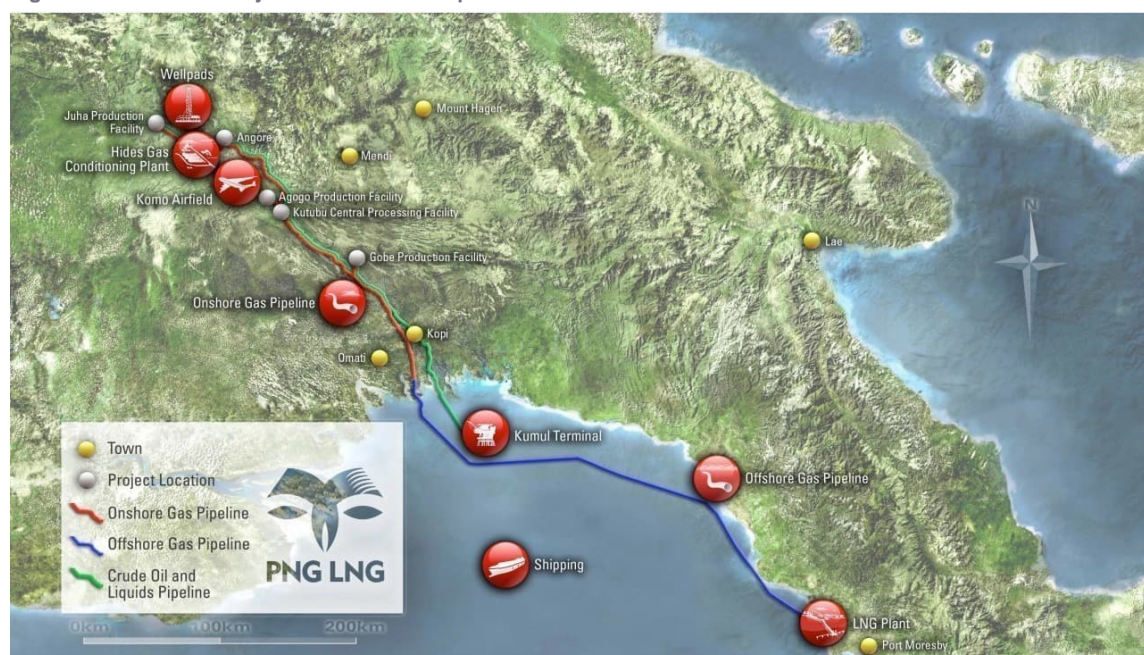 Wellpads
Juha Production
Facility
Angore
Hides Gas
Conditioning Plant
Komo Airfield
Mount Hagen
Mendi
Agogo Production Facility
Kutubu Central Processing Facility
Gobe Production Facility
Onshore Gas Pipeline
Lae
N
Kopi
Omati
Kumul Terminal
Offshore Gas Pipeline
Shipping
LNG Plant
Port Moresby
Town
Project Location
Onshore Gas Pipeline
Offshore Gas Pipeline
Crude Oil and
Liquids Pipeline
PNG LNG
0km 100km 200km